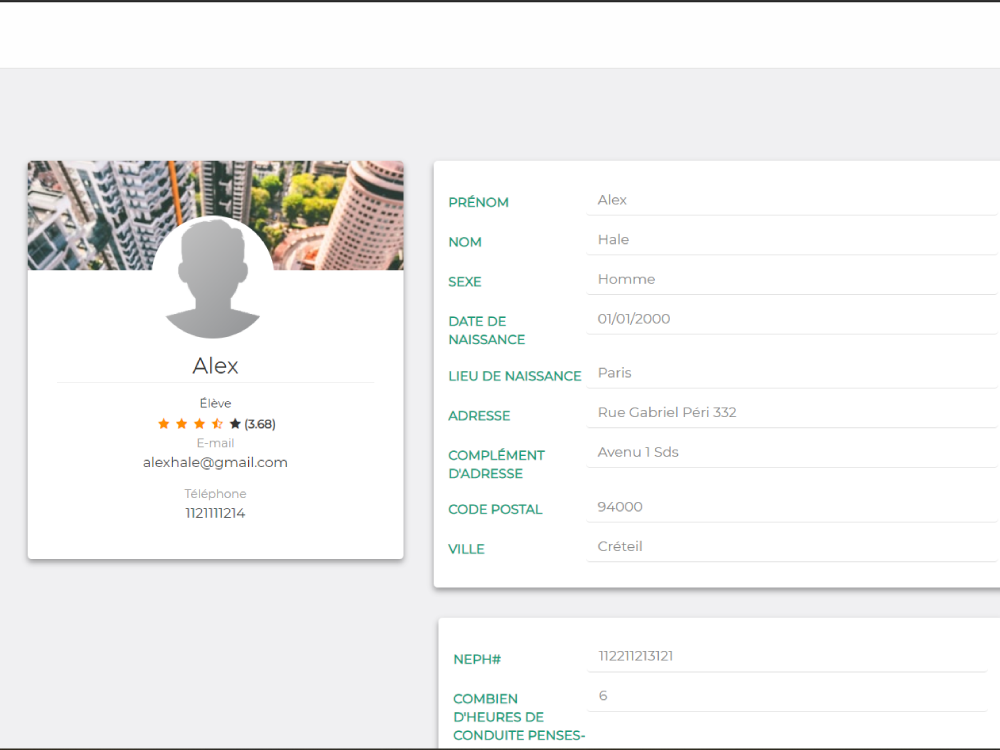 Alex
Élève
(3.68)
E-mail
alexhale@gmail.com
Téléphone
1121111214
PRÉNOM Alex
NOM Hale
SEXE Homme
DATE DE NAISSANCE 01/01/2000
LIEU DE NAISSANCE Paris
ADRESSE Rue Gabriel Péri 332
COMPLÉMENT D'ADRESSE Avenu 1 Sds
CODE POSTAL 94000
VILLE Créteil
NEPH# 112211213121
COMBIEN D'HEURES DE CONDUITE PENSES- 6